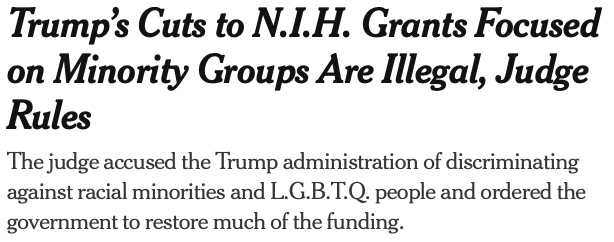 Trump’s Cuts to N.I.H. Grants Focused
on Minority Groups Are Illegal, Judge
Rules
The judge accused the Trump administration of discriminating
against racial minorities and L.G.B.T.Q. people and ordered the
government to restore much of the funding.